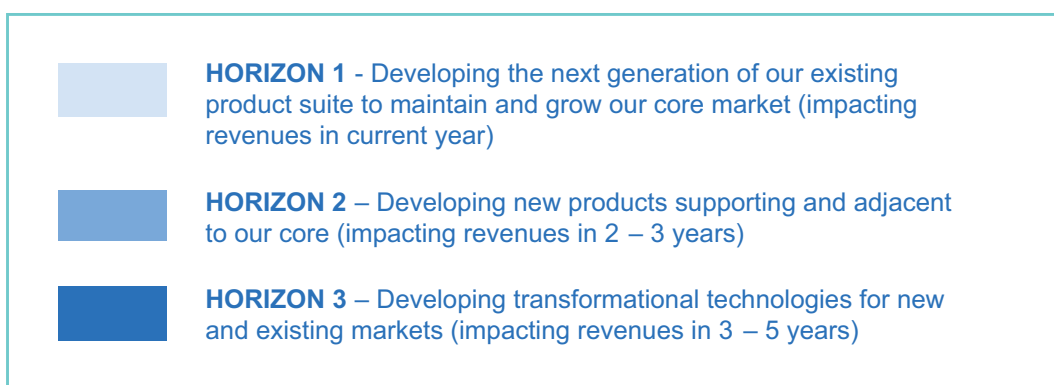 HORIZON 1 - Developing the next generation of our existing
product suite to maintain and grow our core market (impacting
revenues in current year)
HORIZON 2 – Developing new products supporting and adjacent
to our core (impacting revenues in 2 – 3 years)
HORIZON 3 – Developing transformational technologies for new
and existing markets (impacting revenues in 3 – 5 years)